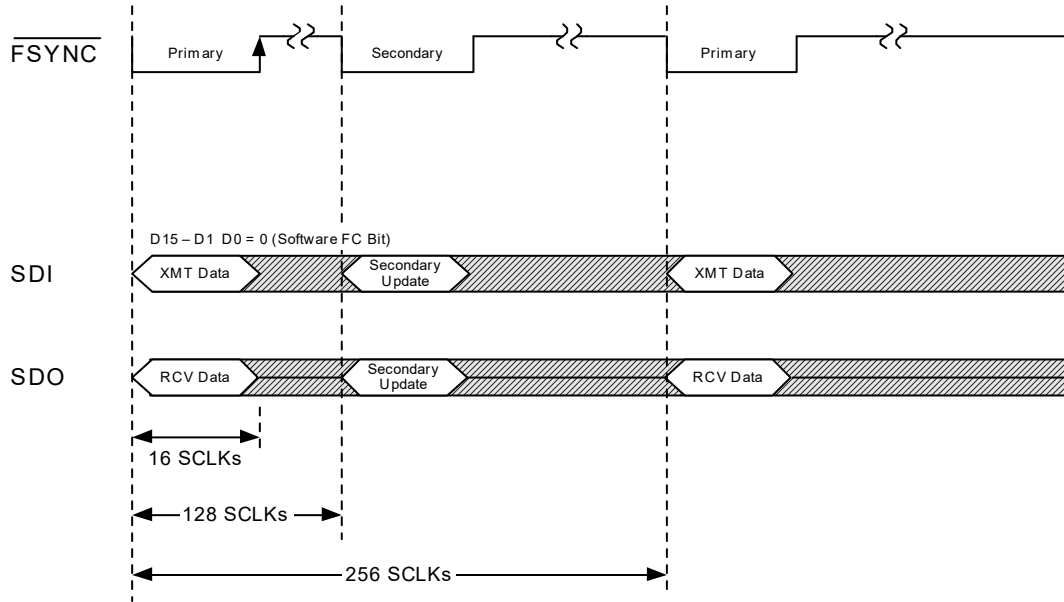 FSYNC
Primary
Secondary
Primary
D15 – D1 D0 = 0 (Software FC Bit)
SDI
XMT Data
Secondary
Update
XMT Data
SDO
RCV Data
Secondary
Update
RCV Data
16 SCLKs
128 SCLKs
256 SCLKs